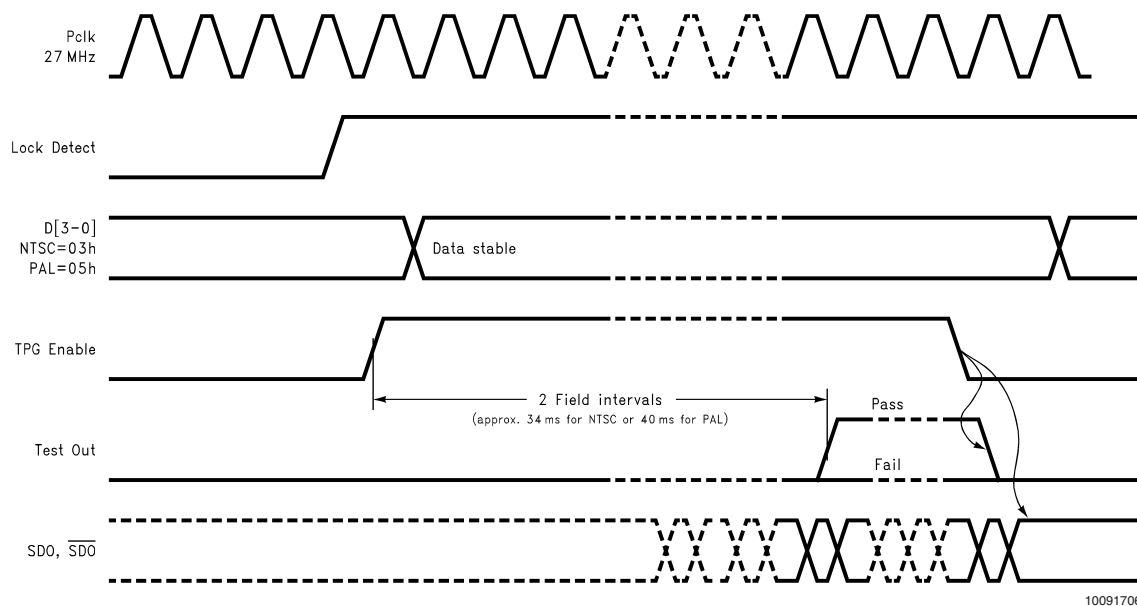 Pclk
27 MHz
Lock Detect
D[3-0]
NTSC=03h
PAL=05h
Data stable
TPG Enable
2 Field intervals
(approx. 34 ms for NTSC or 40 ms for PAL)
Pass
Test Out
Fail
SDO, S̅D̅O̅
10091706